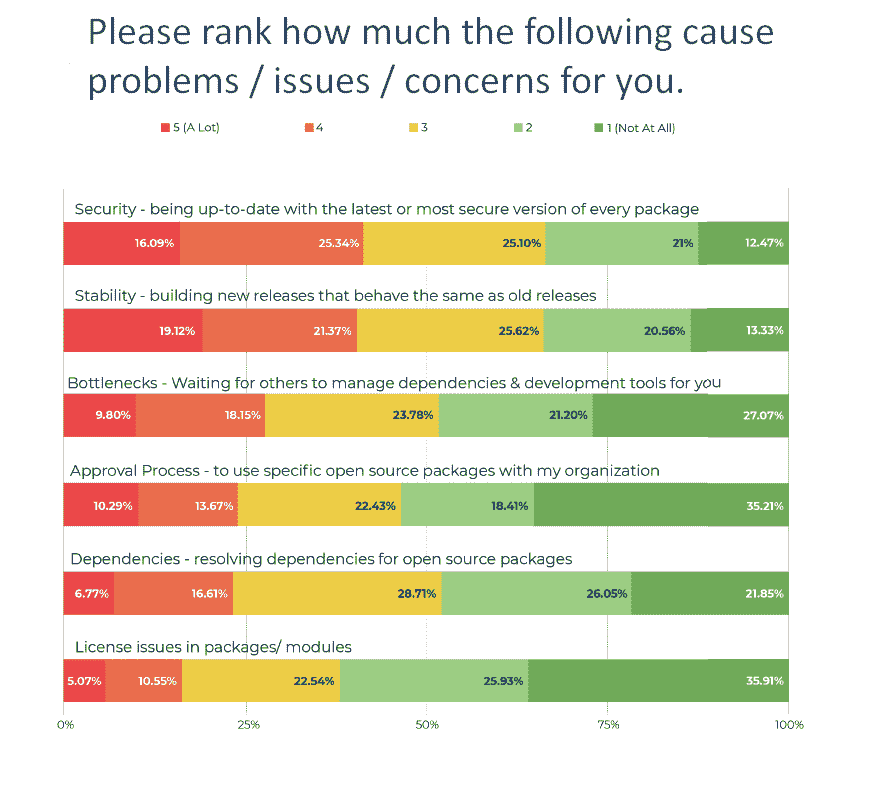 Please rank how much the following cause
problems / issues / concerns for you.
5 (A Lot) 4 3 2 1 (Not At All)
Security - being up-to-date with the latest or most secure version of every package
16.09% 25.34% 25.10% 21% 12.47%
Stability - building new releases that behave the same as old releases
19.12% 21.37% 25.62% 20.56% 13.33%
Bottlenecks - Waiting for others to manage dependencies & development tools for you
9.80% 18.15% 23.78% 21.20% 27.07%
Approval Process - to use specific open source packages with my organization
10.29% 13.67% 22.43% 18.41% 35.21%
Dependencies - resolving dependencies for open source packages
6.77% 16.61% 28.71% 26.05% 21.85%
License issues in packages/ modules
5.07% 10.55% 22.54% 25.93% 35.91%
0% 25% 50% 75% 100%